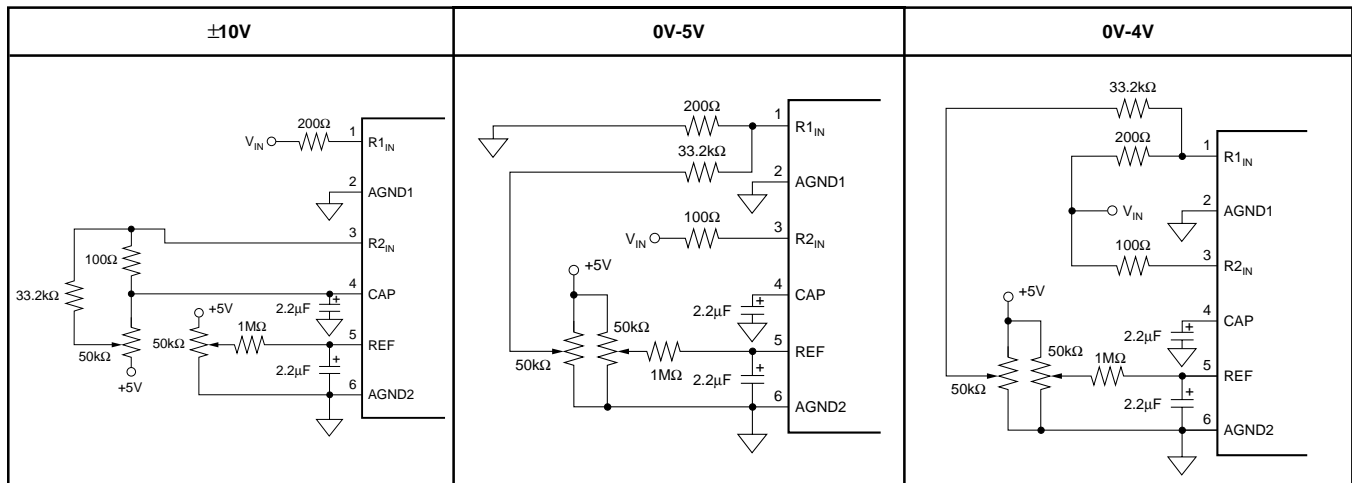 ±10V
0V-5V
0V-4V
200Ω
V_IN
1
R1_IN
2
AGND1
3
R2_IN
100Ω
33.2kΩ
4
CAP
+5V
2.2μF
1MΩ
5
REF
50kΩ
50kΩ
+5V
2.2μF
6
AGND2
200Ω
1
R1_IN
33.2kΩ
2
AGND1
100Ω
V_IN
3
R2_IN
+5V
4
CAP
2.2μF
50kΩ
5
REF
50kΩ
1MΩ
2.2μF
6
AGND2
33.2kΩ
200Ω
1
R1_IN
V_IN
2
AGND1
100Ω
3
R2_IN
+5V
4
CAP
2.2μF
50kΩ
1MΩ
5
REF
50kΩ
2.2μF
6
AGND2